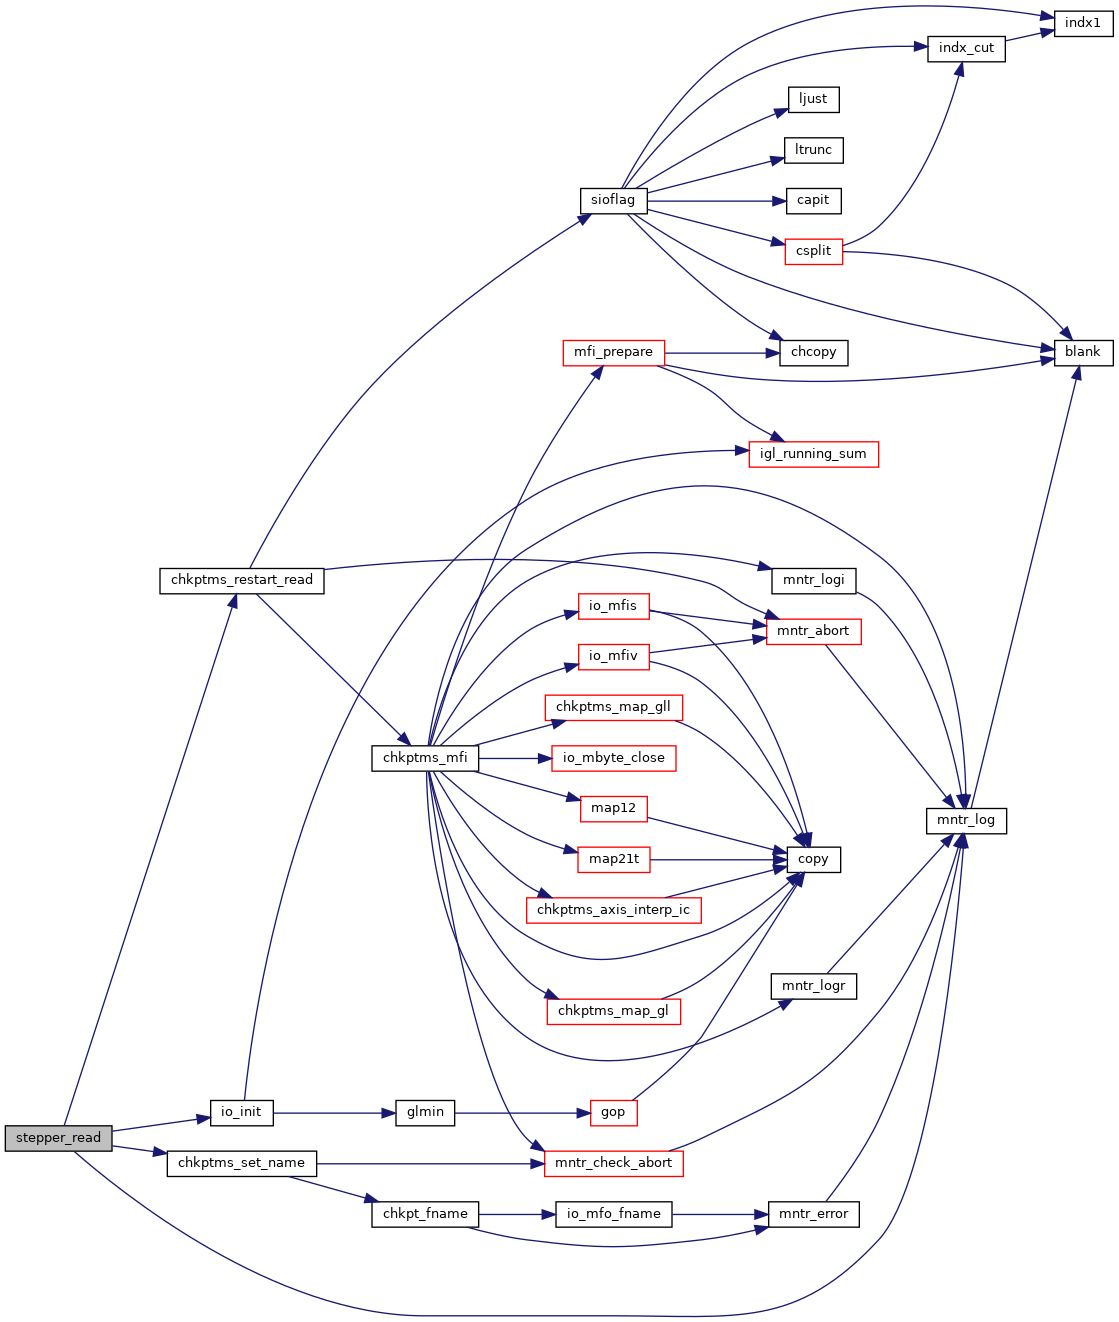 indx1
indx_cut
ljust
ltrunc
sioflag
capit
csplit
mfi_prepare
chcopy
blank
igl_running_sum
chkptms_restart_read
mntr_logi
io_mfis
mntr_abort
io_mfiv
chkptms_map_gll
chkptms_mfi
io_mbyte_close
map12
mntr_log
map21t
copy
chkptms_axis_interp_ic
mntr_logr
chkptms_map_gl
io_init
glmin
gop
stepper_read
chkptms_set_name
mntr_check_abort
chkpt_fname
io_mfo_fname
mntr_error